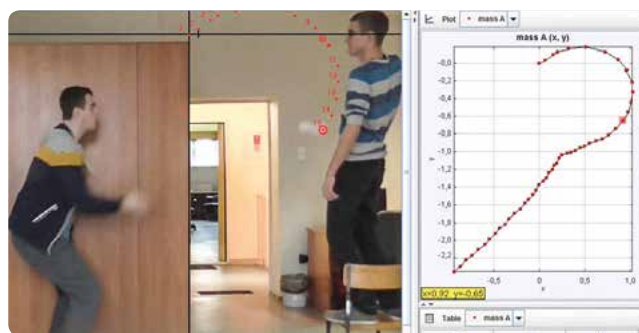 Plot mass A
mass A (x, y)
-0,0
-0,2
-0,4
-0,6
-0,8
-1,0
-1,2
-1,4
-1,6
-1,8
-2,0
-2,2
y
-0,5 0 0,5 1,0
x
x=0.92 y=-0.65
Table mass A